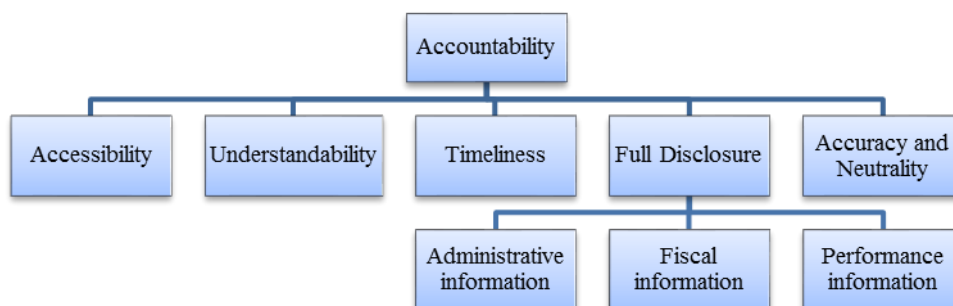 Accountability
Accessibility
Understandability
Timeliness
Full Disclosure
Accuracy and
Neutrality
Administrative
information
Fiscal
information
Performance
information